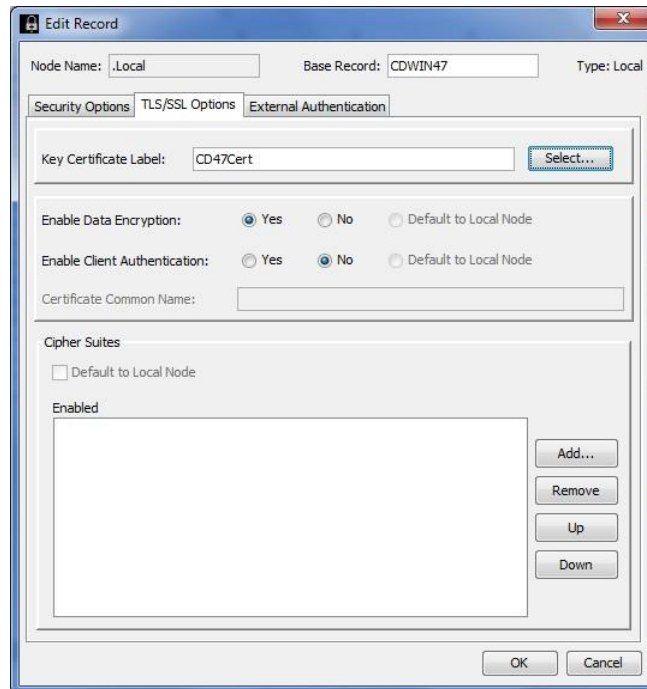 Edit Record
Node Name: .Local Base Record: CDWIN47 Type: Local
Security Options TLS/SSL Options External Authentication
Key Certificate Label: CD47Cert Select...
Enable Data Encryption: Yes No Default to Local Node
Enable Client Authentication: Yes No Default to Local Node
Certificate Common Name:
Cipher Suites
Default to Local Node
Enabled
Add...
Remove
Up
Down
OK Cancel